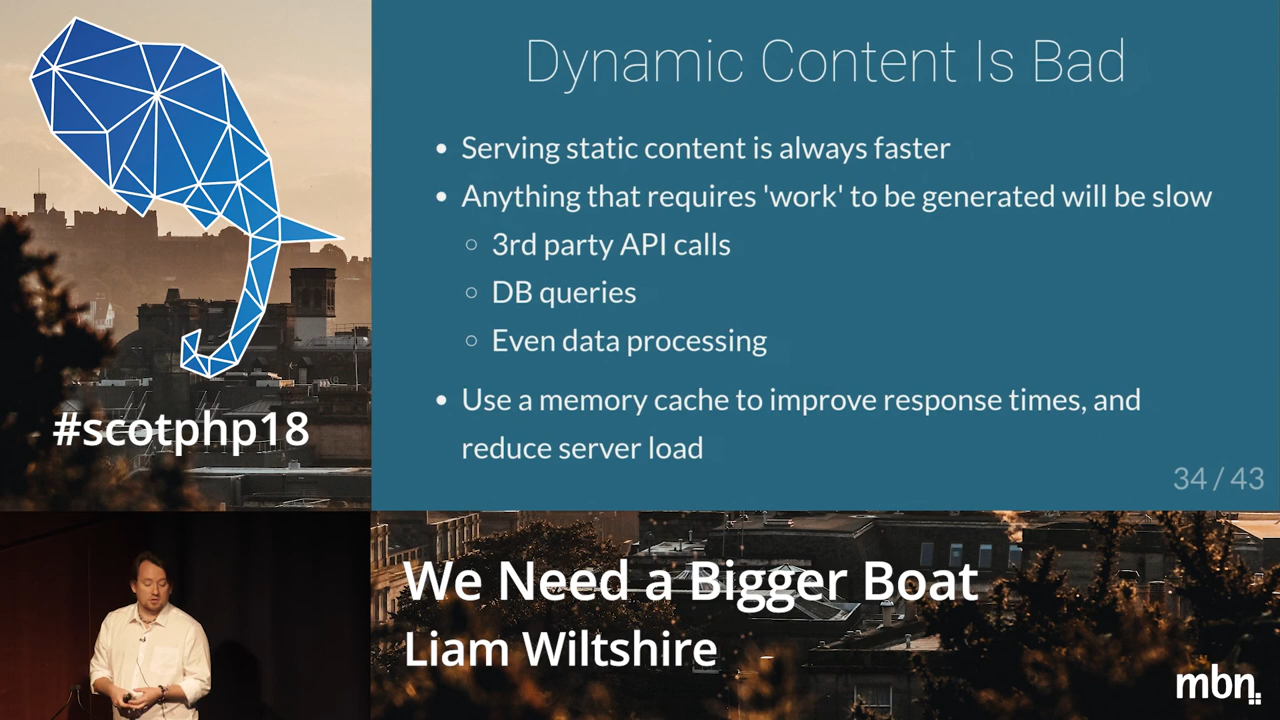 Dynamic Content Is Bad
• Serving static content is always faster
• Anything that requires 'work' to be generated will be slow
○ 3rd party API calls
○ DB queries
○ Even data processing
• Use a memory cache to improve response times, and
reduce server load
34 / 43
#scotphp18
We Need a Bigger Boat
Liam Wiltshire
mbn